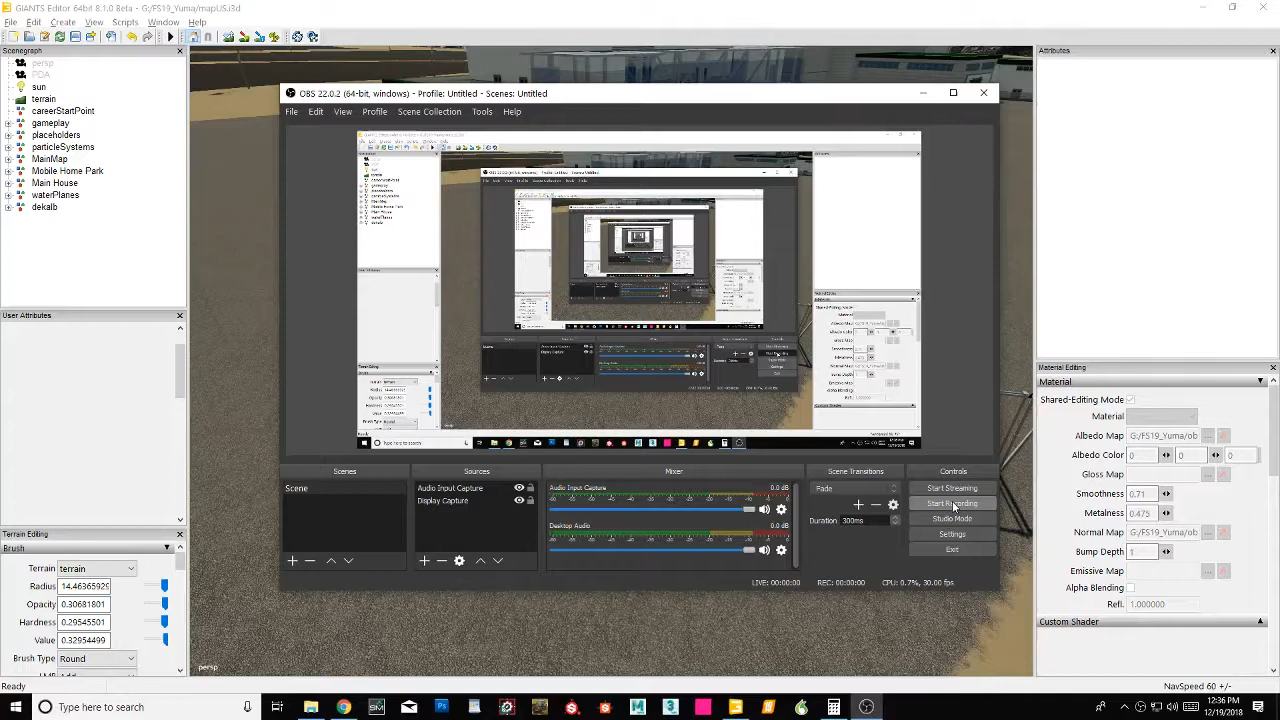 GIANTS Editor 64bit 8.1.0 Beta - G:/FS19_Yuma/mapUS.i3d
File Edit Create View Scripts Window Help
Scenegraph
persp
PDA
sun
terrain
careerStartPoint
gameplay
placeholders
particleSystems
MainMap
Mobile Home Park
Main House
waterPlanes
dekalb
User Attributes
Terrain Editing
Brush
Terrain terrain
Radius 14.46365929
Opacity 0.30681801
Hardness 0.29545501
Value 0.32954499
Brush Type Round
Ready
persp
OBS 22.0.2 (64-bit, windows) - Profile: Untitled - Scenes: Untitled
File Edit View Profile Scene Collection Tools Help
Scenes
Scene
Sources
Audio Input Capture
Display Capture
Mixer
Audio Input Capture 0.0 dB
Desktop Audio 0.0 dB
Scene Transitions
Fade
Duration 300ms
Controls
Start Streaming
Start Recording
Studio Mode
Settings
Exit
LIVE: 00:00:00 REC: 00:00:00 CPU: 0.7%, 30.00 fps
Attributes
Material Editing
Material
Shared-Editing Mode
Material
Albedo Map G:/FS19_Yuma/ob
Albedo Color 0 0 0
Gloss Map
Smoothness 0.71
Metalness 0.475
Normal Map G:/FS19_Yuma/ob
Bump Depth 1
Emissive Map
Alpha Blending
Refl. 1.000000
Custom Shader
NavSpeed 60 +/-
Type here to search
12:36 PM
12/19/2018